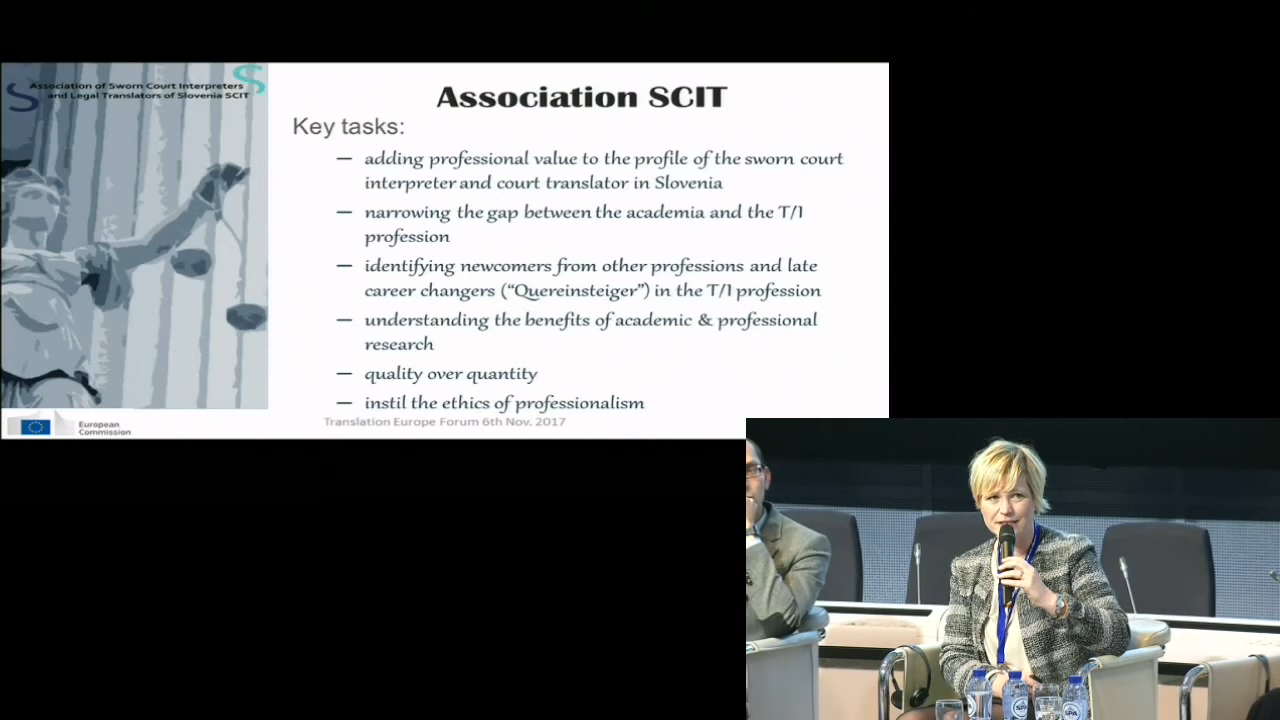 Association of Sworn Court Interpreters
and Legal Translators of Slovenia SCIT
Association SCIT
Key tasks:
— adding professional value to the profile of the sworn court
interpreter and court translator in Slovenia
— narrowing the gap between the academia and the T/I
profession
— identifying newcomers from other professions and late
career changers (“Quereinsteiger”) in the T/I profession
— understanding the benefits of academic & professional
research
— quality over quantity
— instil the ethics of professionalism
European
Commission
Translation Europe Forum 6th Nov. 2017
SPA
SPA